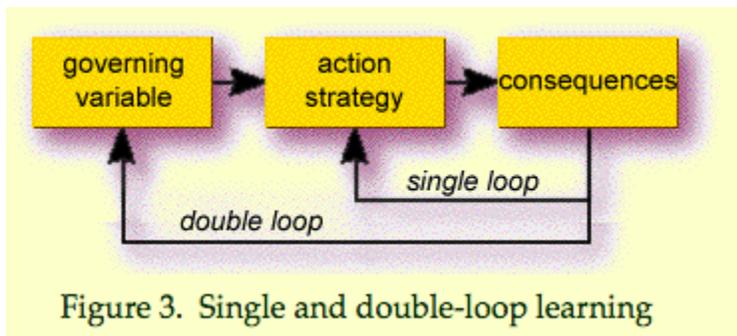 governing
variable
action
strategy
consequences
single loop
double loop
Figure 3. Single and double-loop learning